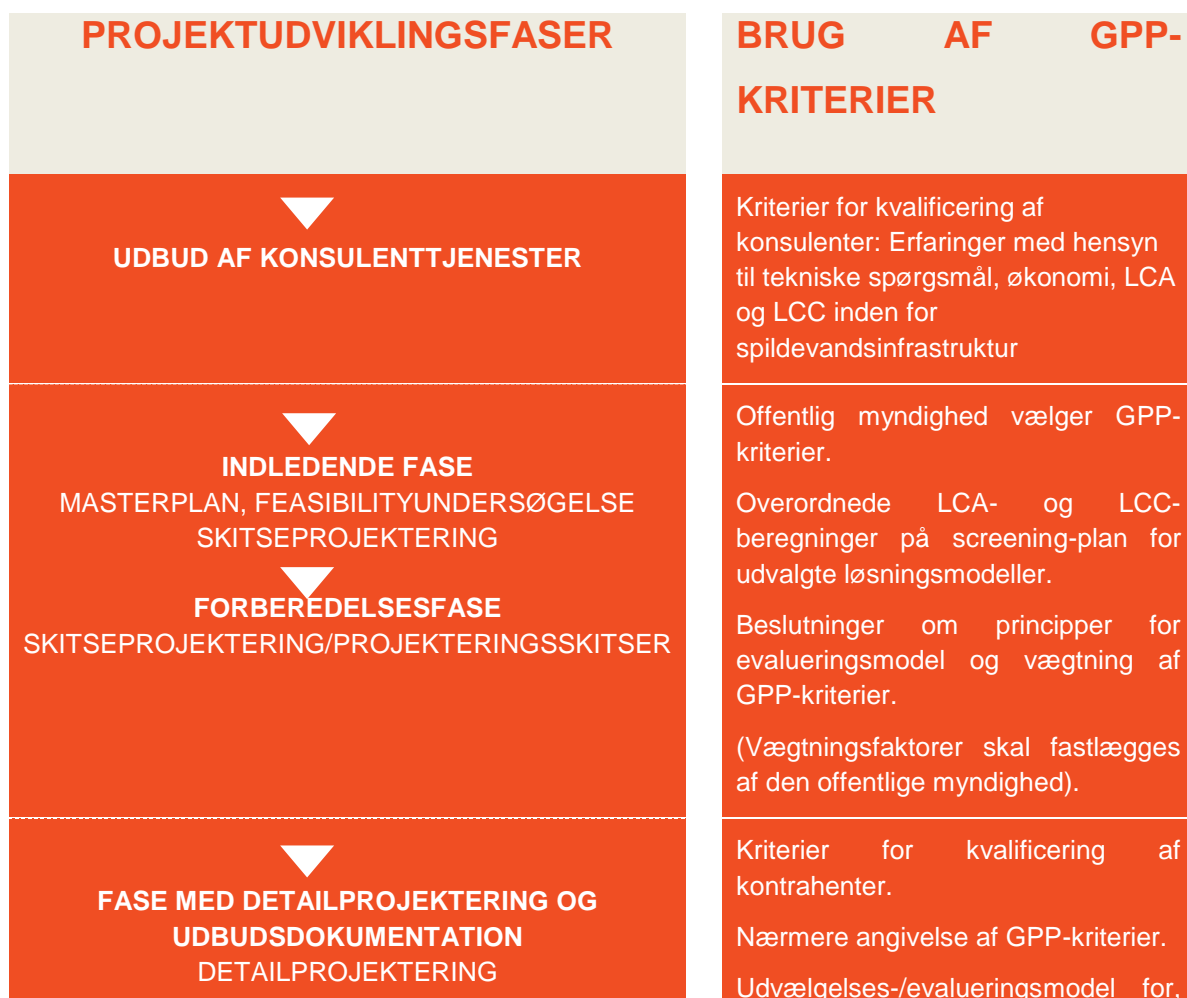 PROJEKTUDVIKLINGSFASER
BRUG AF GPP-
KRITERIER
UDBUD AF KONSULENTTJENESTER
Kriterier for kvalificering af
konsulenter: Erfaringer med hensyn
til tekniske spørgsmål, økonomi, LCA
og LCC inden for
spildevandsinfrastruktur
INDLEDENDE FASE
MASTERPLAN, FEASIBILITYUNDERSØGELSE
SKITSEPROJEKTERING
FORBEREDELSESFASE
SKITSEPROJEKTERING/PROJEKTERINGSSKITSER
Offentlig myndighed vælger GPP-
kriterier.
Overordnede LCA- og LCC-
beregninger på screening-plan for
udvalgte løsningsmodeller.
Beslutninger om principper for
evalueringsmodel og vægtning af
GPP-kriterier.
(Vægtningsfaktorer skal fastlægges
af den offentlige myndighed).
FASE MED DETAILPROJEKTERING OG
UDBUDSDOKUMENTATION
DETAILPROJEKTERING
Kriterier for kvalificering af
kontrahenter.
Nærmere angivelse af GPP-kriterier.
Udvælgelses-/evalueringsmodel for,